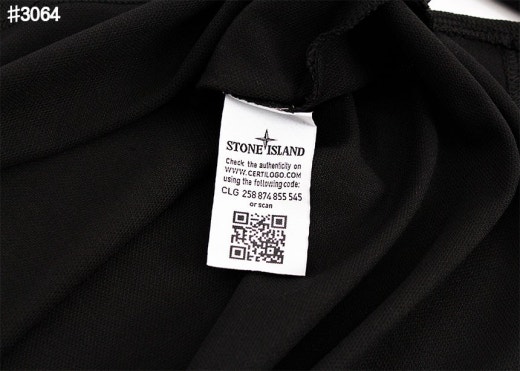 #3064
STONE ISLAND
Check the authenticity on
WWW.CERTILOGO.COM
using the following code:
CLG 258 874 855 545
or scan